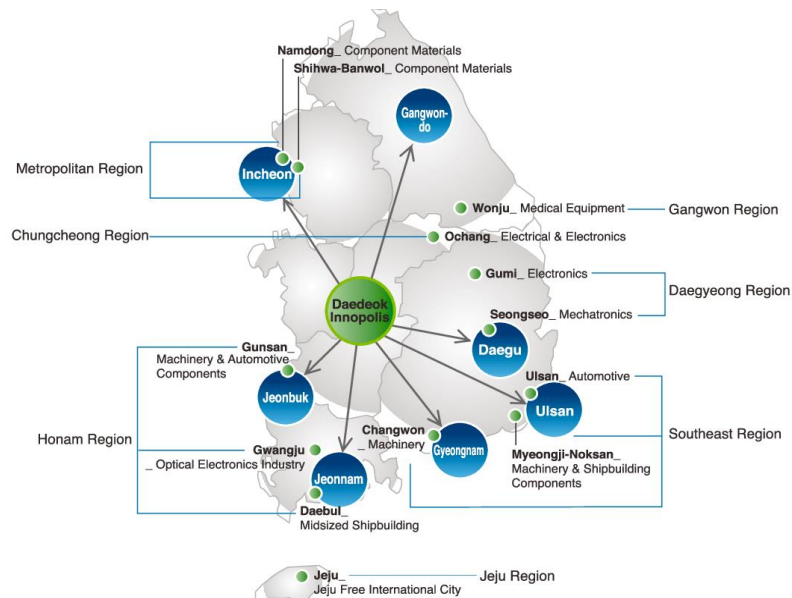 Namdong_ Component Materials
Shihwa-Banwol_ Component Materials
Gangwon-
do
Metropolitan Region
Incheon
Wonju_ Medical Equipment
Gangwon Region
Chungcheong Region
Ochang_ Electrical & Electronics
Gumi_ Electronics
Daegyeong Region
Daedeok
Innopolis
Seongseo_ Mechatronics
Daegu
Gunsan_
Machinery & Automotive
Components
Jeonbuk
Ulsan_ Automotive
Ulsan
Honam Region
Changwon
_ Machinery
Gyeongnam
Southeast Region
Gwangju
_ Optical Electronics Industry
Myeongji-Noksan_
Machinery & Shipbuilding
Components
Jeonnam
Daebul_
Midsized Shipbuilding
Jeju_
Jeju Free International City
Jeju Region